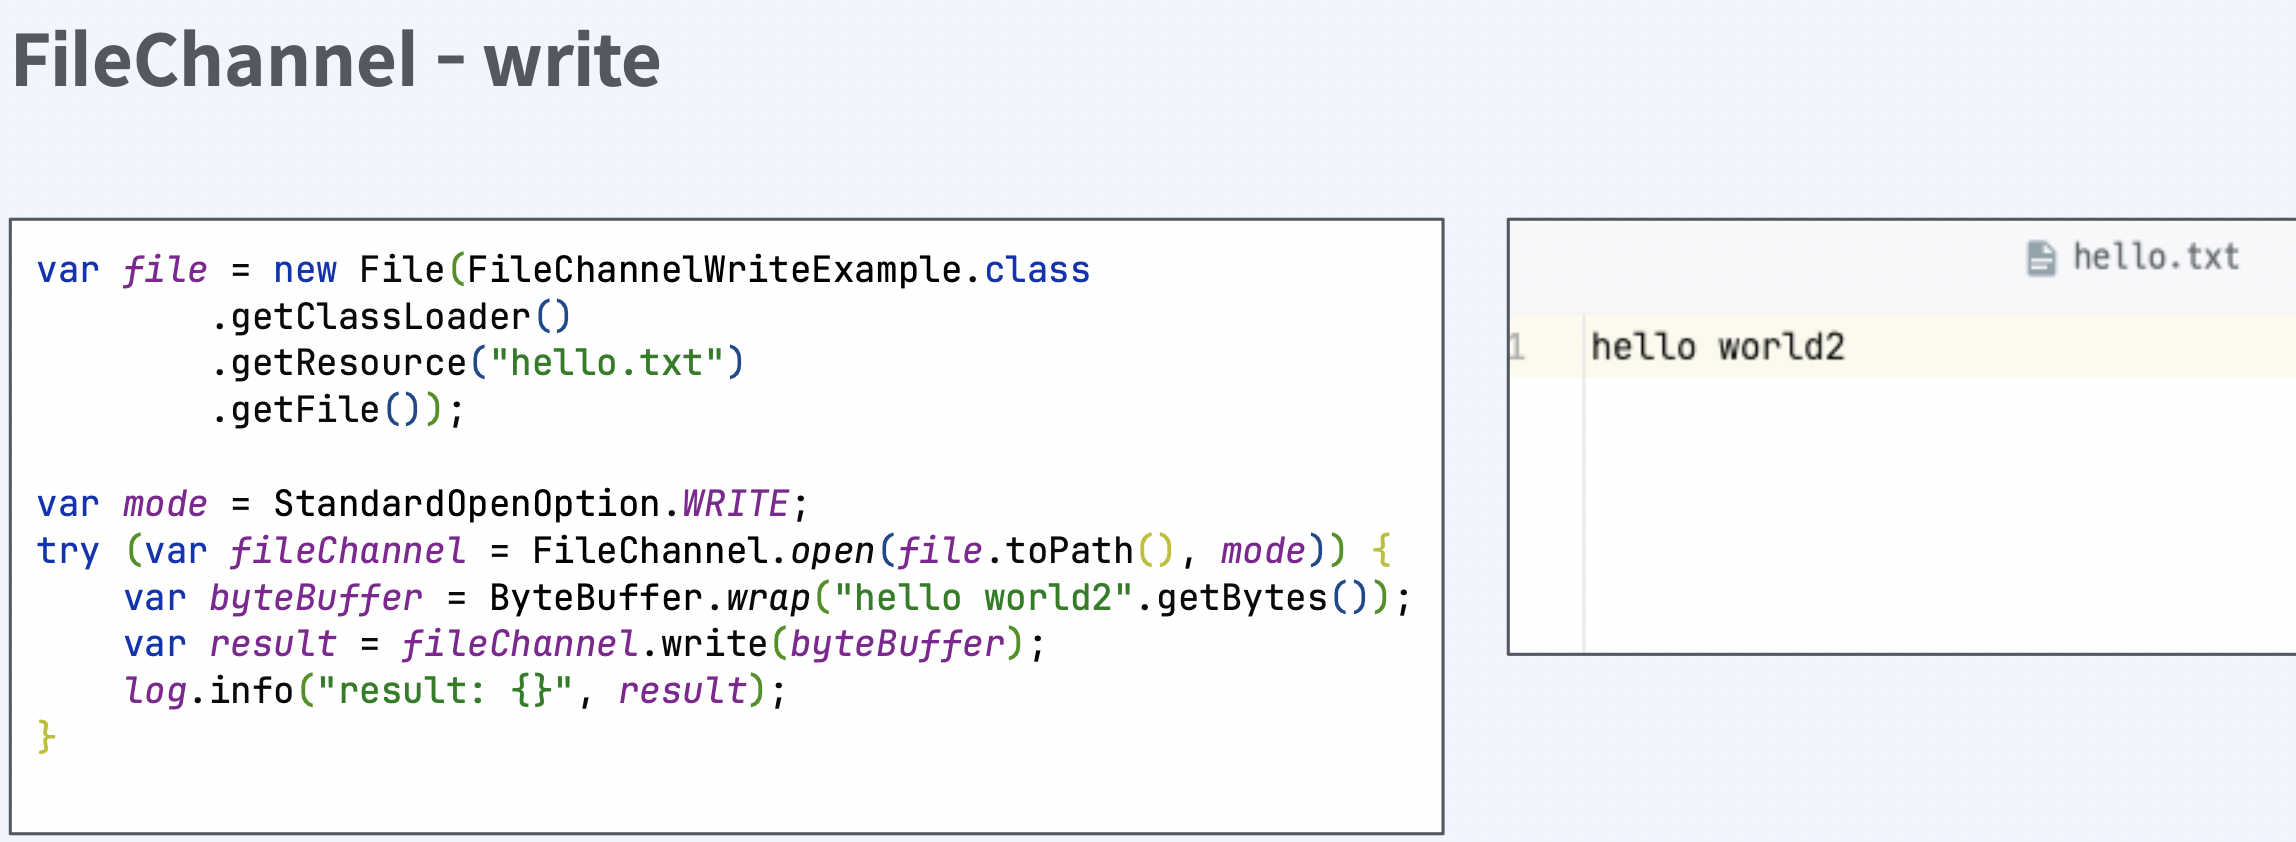 FileChannel - write
var file = new File(FileChannelWriteExample.class
        .getClassLoader()
        .getResource("hello.txt")
        .getFile());
var mode = StandardOpenOption.WRITE;
try (var fileChannel = FileChannel.open(file.toPath(), mode)) {
    var byteBuffer = ByteBuffer.wrap("hello world2".getBytes());
    var result = fileChannel.write(byteBuffer);
    log.info("result: {}", result);
}
hello.txt
1 hello world2